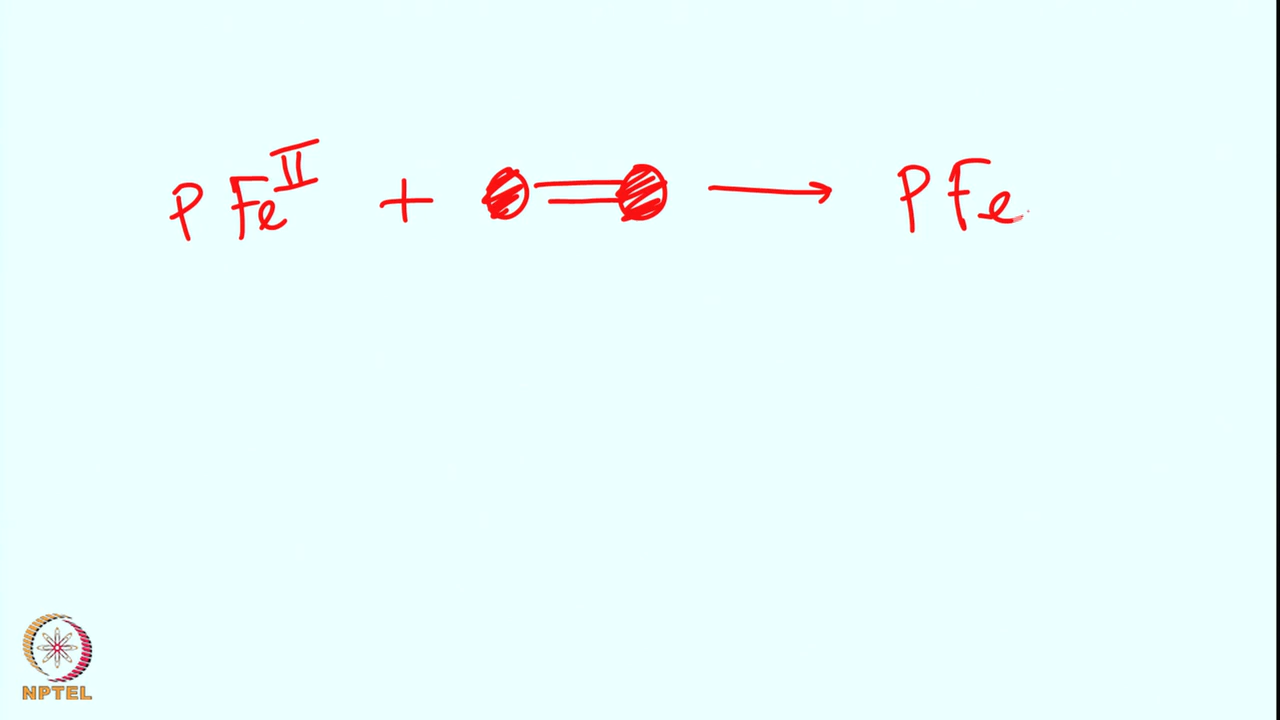 P Fe^II + O=O → P Fe
NPTEL